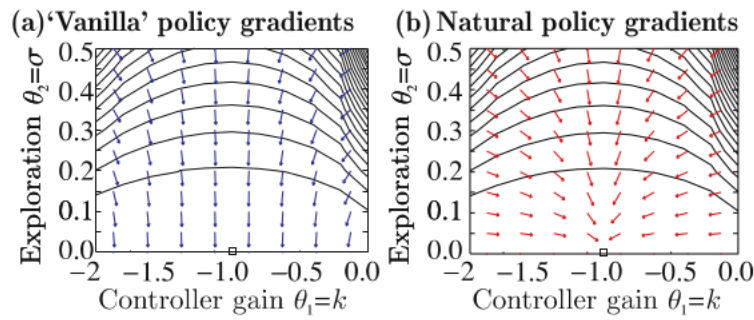 (a)‘Vanilla’ policy gradients
(b) Natural policy gradients
Exploration θ₂=σ
0.5
0.4
0.3
0.2
0.1
0.0
−2 −1.5 −1.0 −0.5 0.0
Controller gain θ₁=k
Exploration θ₂=σ
0.5
0.4
0.3
0.2
0.1
0.0
−2 −1.5 −1.0 −0.5 0.0
Controller gain θ₁=k